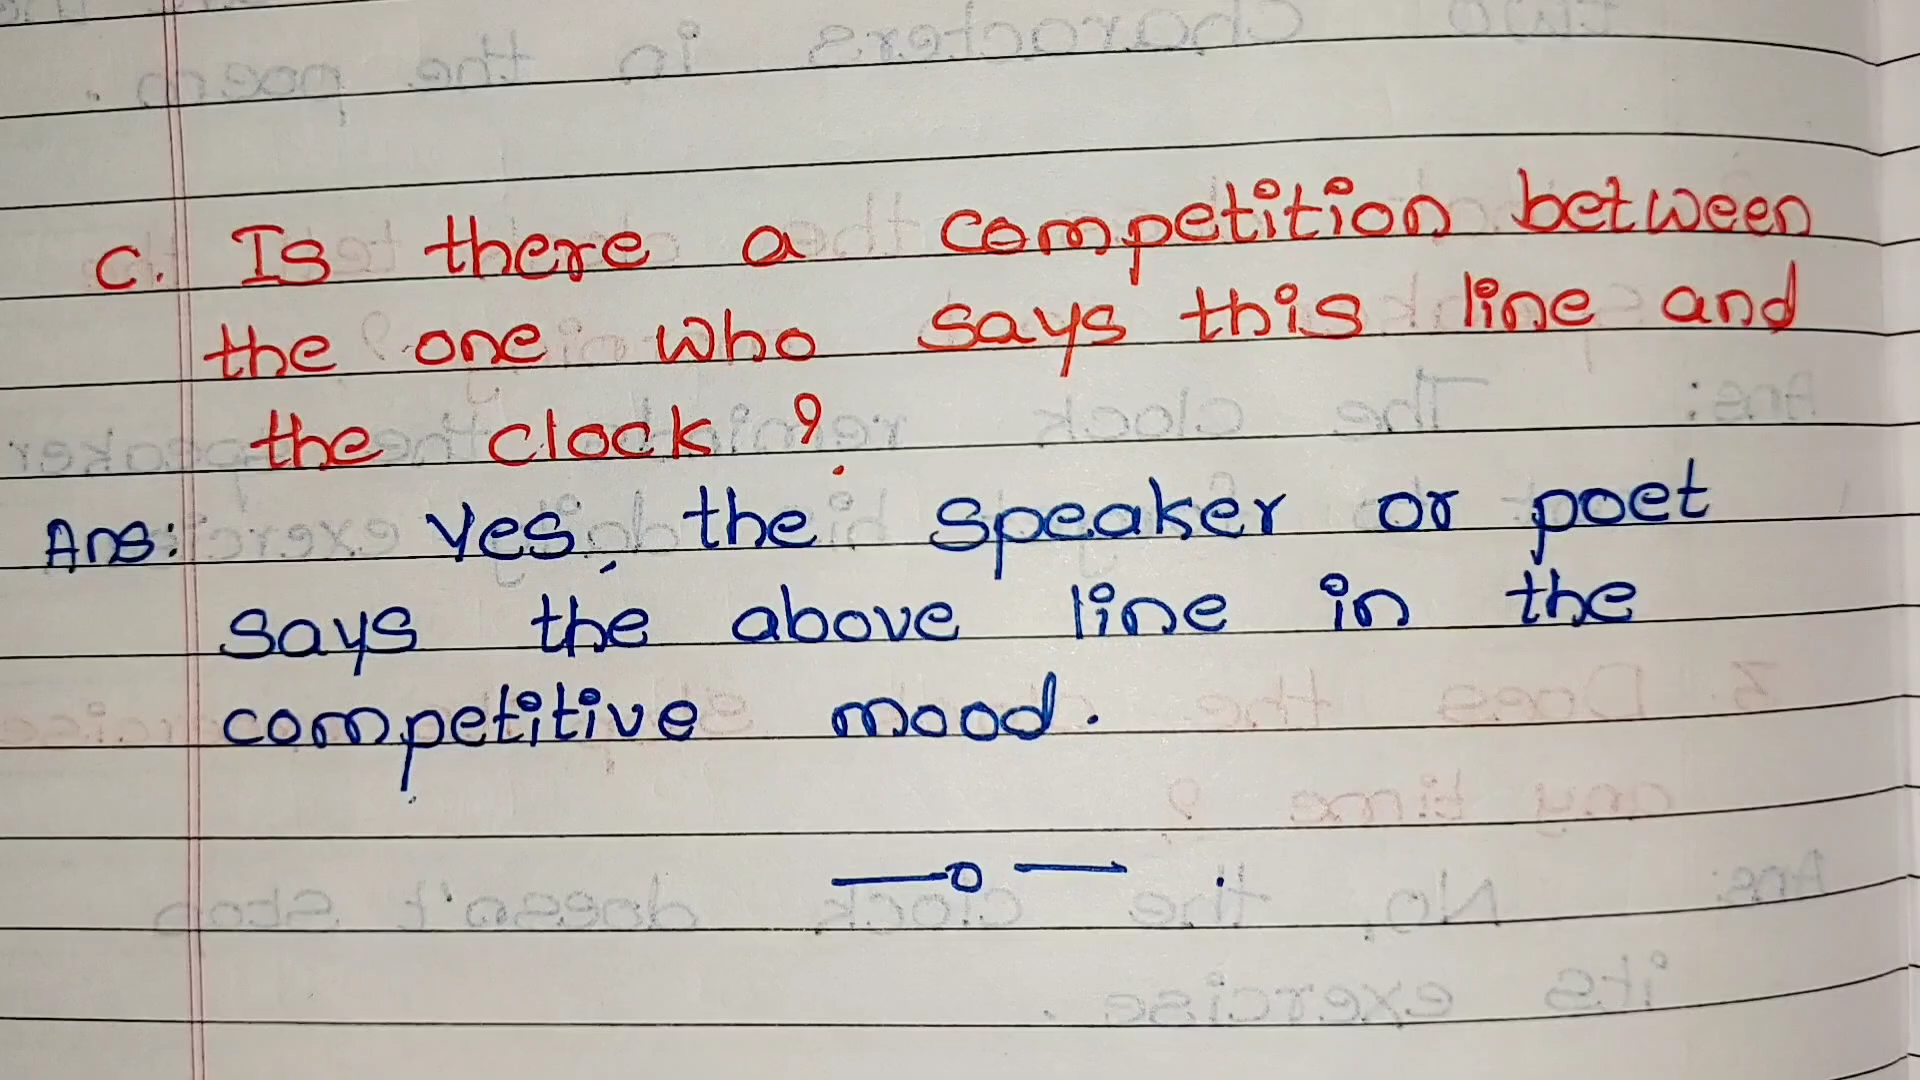 c. Is there a competition between
the one who says this line and
the clock?
Ans: Yes, the speaker or poet
says the above line in the
competitive mood.